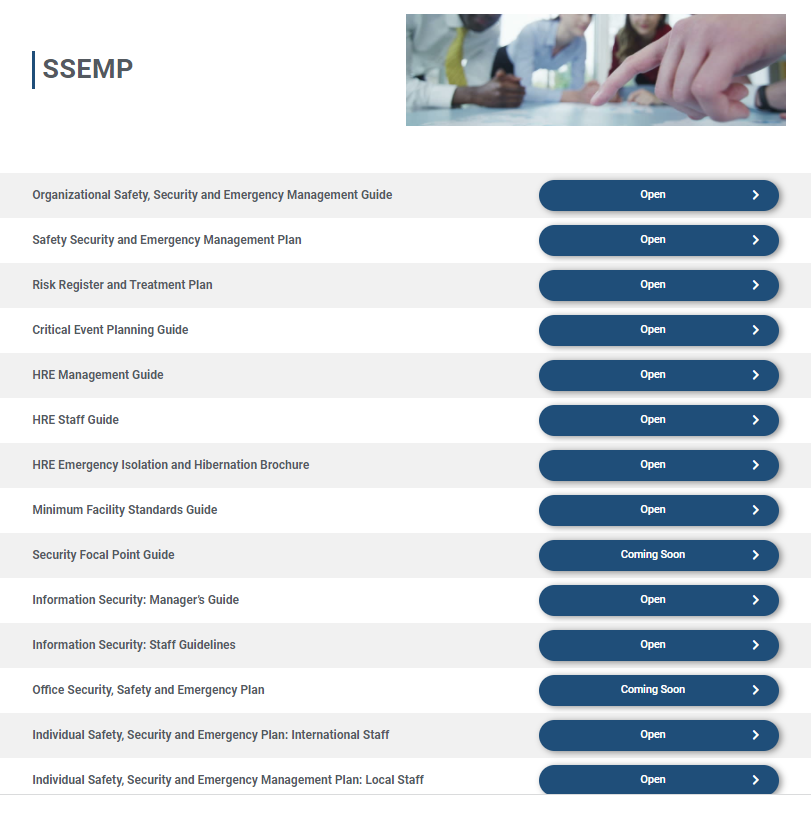 SSEMP
Organizational Safety, Security and Emergency Management Guide Open
Safety Security and Emergency Management Plan Open
Risk Register and Treatment Plan Open
Critical Event Planning Guide Open
HRE Management Guide Open
HRE Staff Guide Open
HRE Emergency Isolation and Hibernation Brochure Open
Minimum Facility Standards Guide Open
Security Focal Point Guide Coming Soon
Information Security: Manager’s Guide Open
Information Security: Staff Guidelines Open
Office Security, Safety and Emergency Plan Coming Soon
Individual Safety, Security and Emergency Plan: International Staff Open
Individual Safety, Security and Emergency Management Plan: Local Staff Open